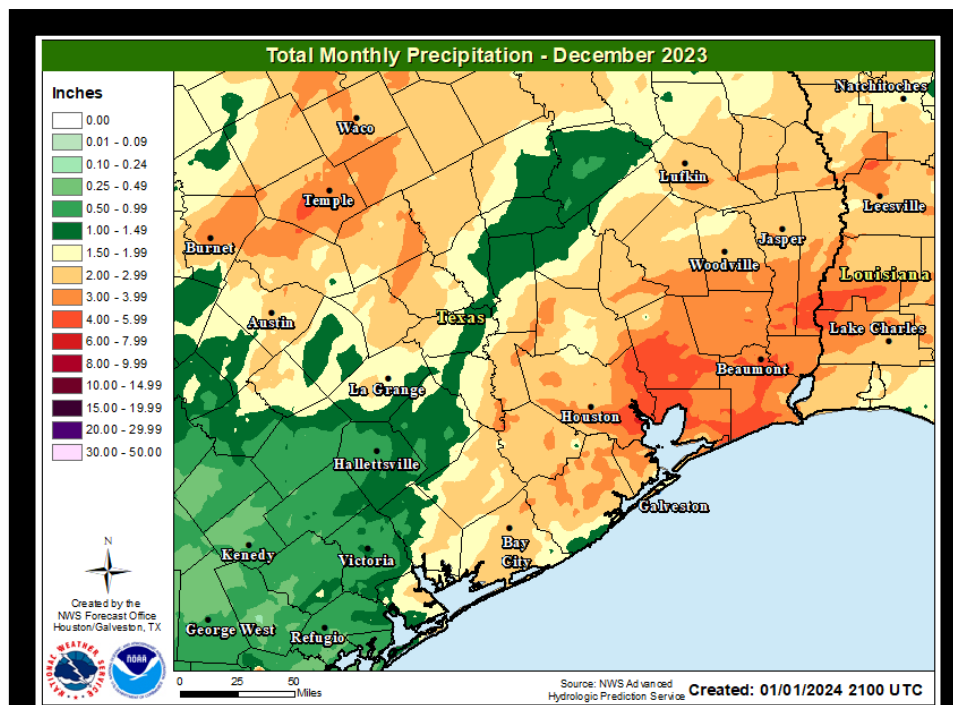 Total Monthly Precipitation - December 2023
Inches
0.00
0.01 - 0.09
0.10 - 0.24
0.25 - 0.49
0.50 - 0.99
1.00 - 1.49
1.50 - 1.99
2.00 - 2.99
3.00 - 3.99
4.00 - 5.99
6.00 - 7.99
8.00 - 9.99
10.00 - 14.99
15.00 - 19.99
20.00 - 29.99
30.00 - 50.00
Natchitoches
Waco
Lufkin
Temple
Leesville
Burnet
Jasper
Woodville
Louisiana
Austin
Texas
Lake Charles
La Grange
Beaumont
Houston
Hallettsville
Galveston
Bay
City
Kenedy
Victoria
George West
Refugio
N
Created by the
NWS Forecast Office
Houston/Galveston, TX
NATIONAL WEATHER SERVICE
NOAA
0 25 50
Miles
Source: NWS Advanced
Hydrologic Prediction Service
Created: 01/01/2024 2100 UTC